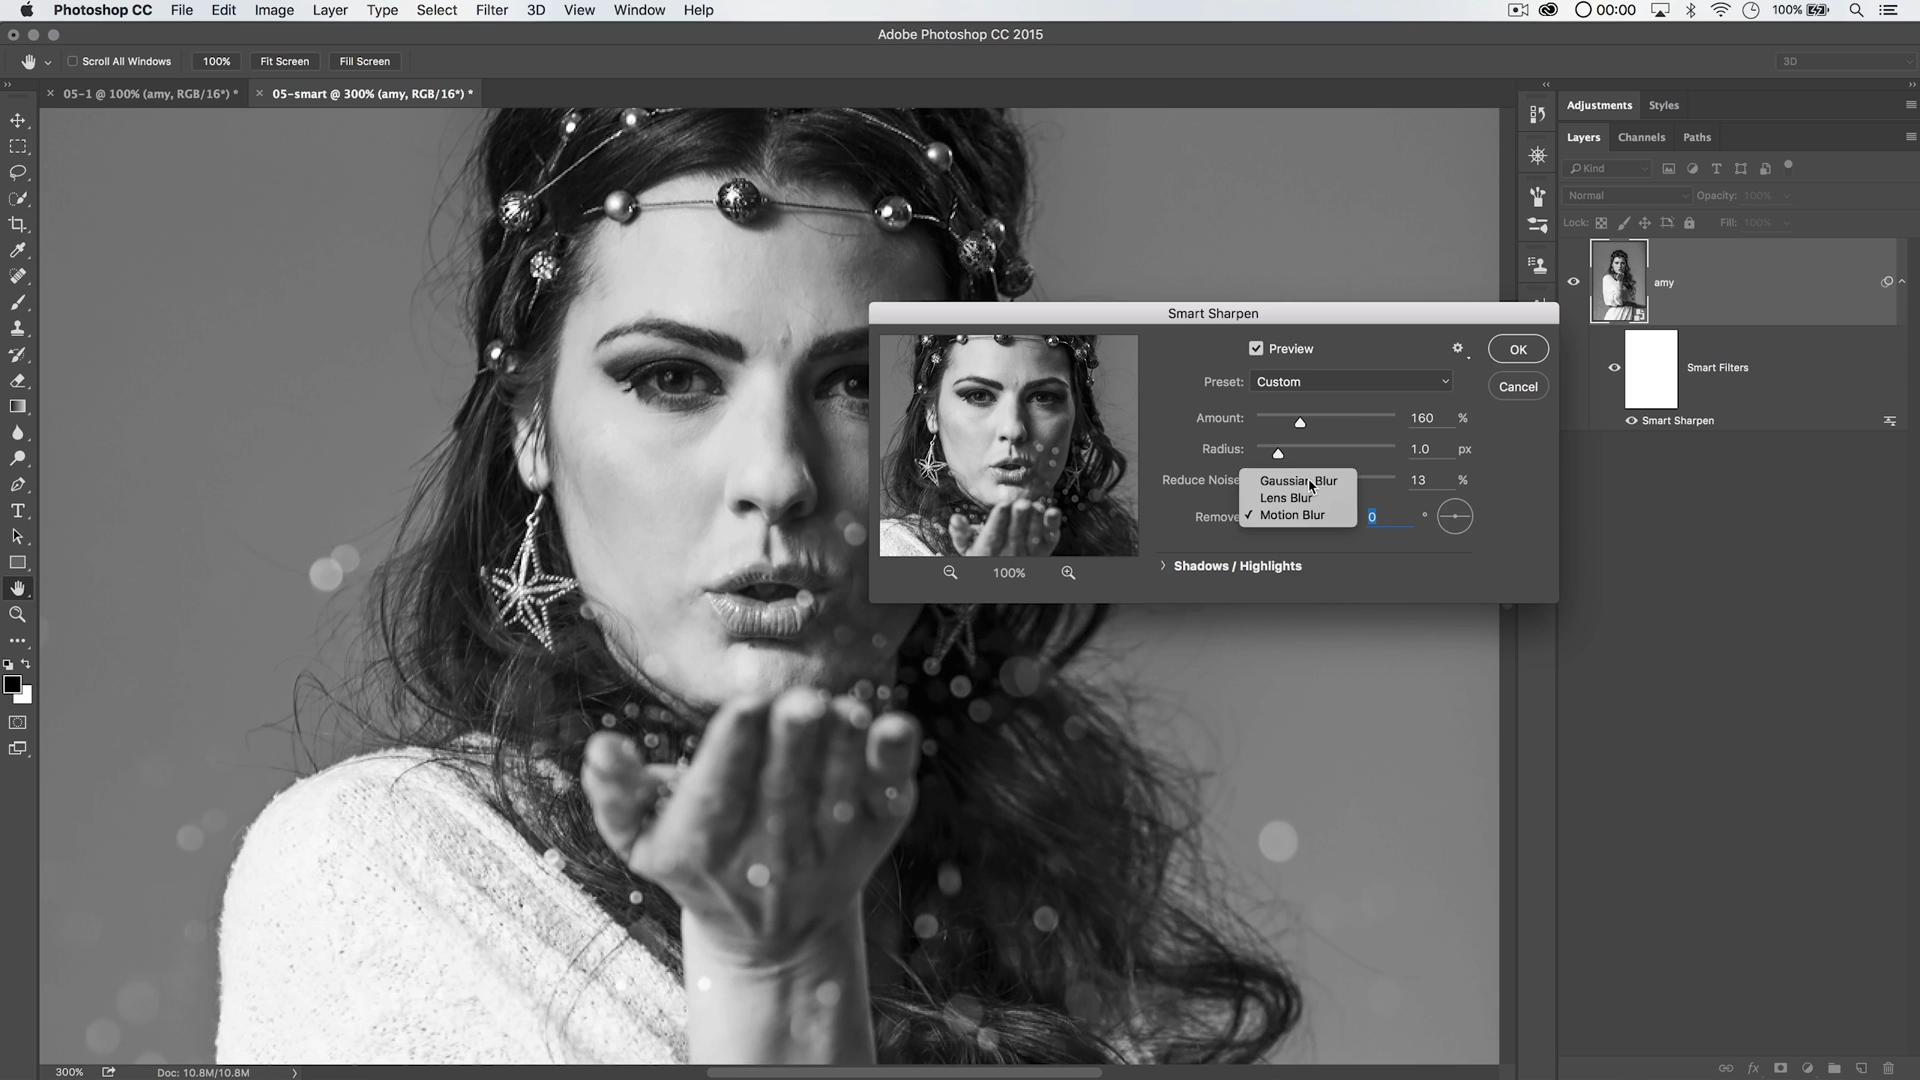 Photoshop CC File Edit Image Layer Type Select Filter 3D View Window Help 00:00 100%
Adobe Photoshop CC 2015
Scroll All Windows 100% Fit Screen Fill Screen 3D
05-1 @ 100% (amy, RGB/16*) * 05-smart @ 300% (amy, RGB/16*) *
Adjustments Styles
Layers Channels Paths
Kind
Normal Opacity: 100%
Lock: Fill: 100%
amy
Smart Filters
Smart Sharpen
Smart Sharpen
Preview
OK
Preset: Custom
Cancel
Amount: 160 %
Radius: 1.0 px
Reduce Noise 13 %
Gaussian Blur
Lens Blur
Remove ✓ Motion Blur 0 °
Shadows / Highlights
100%
300% Doc: 10.8M/10.8M